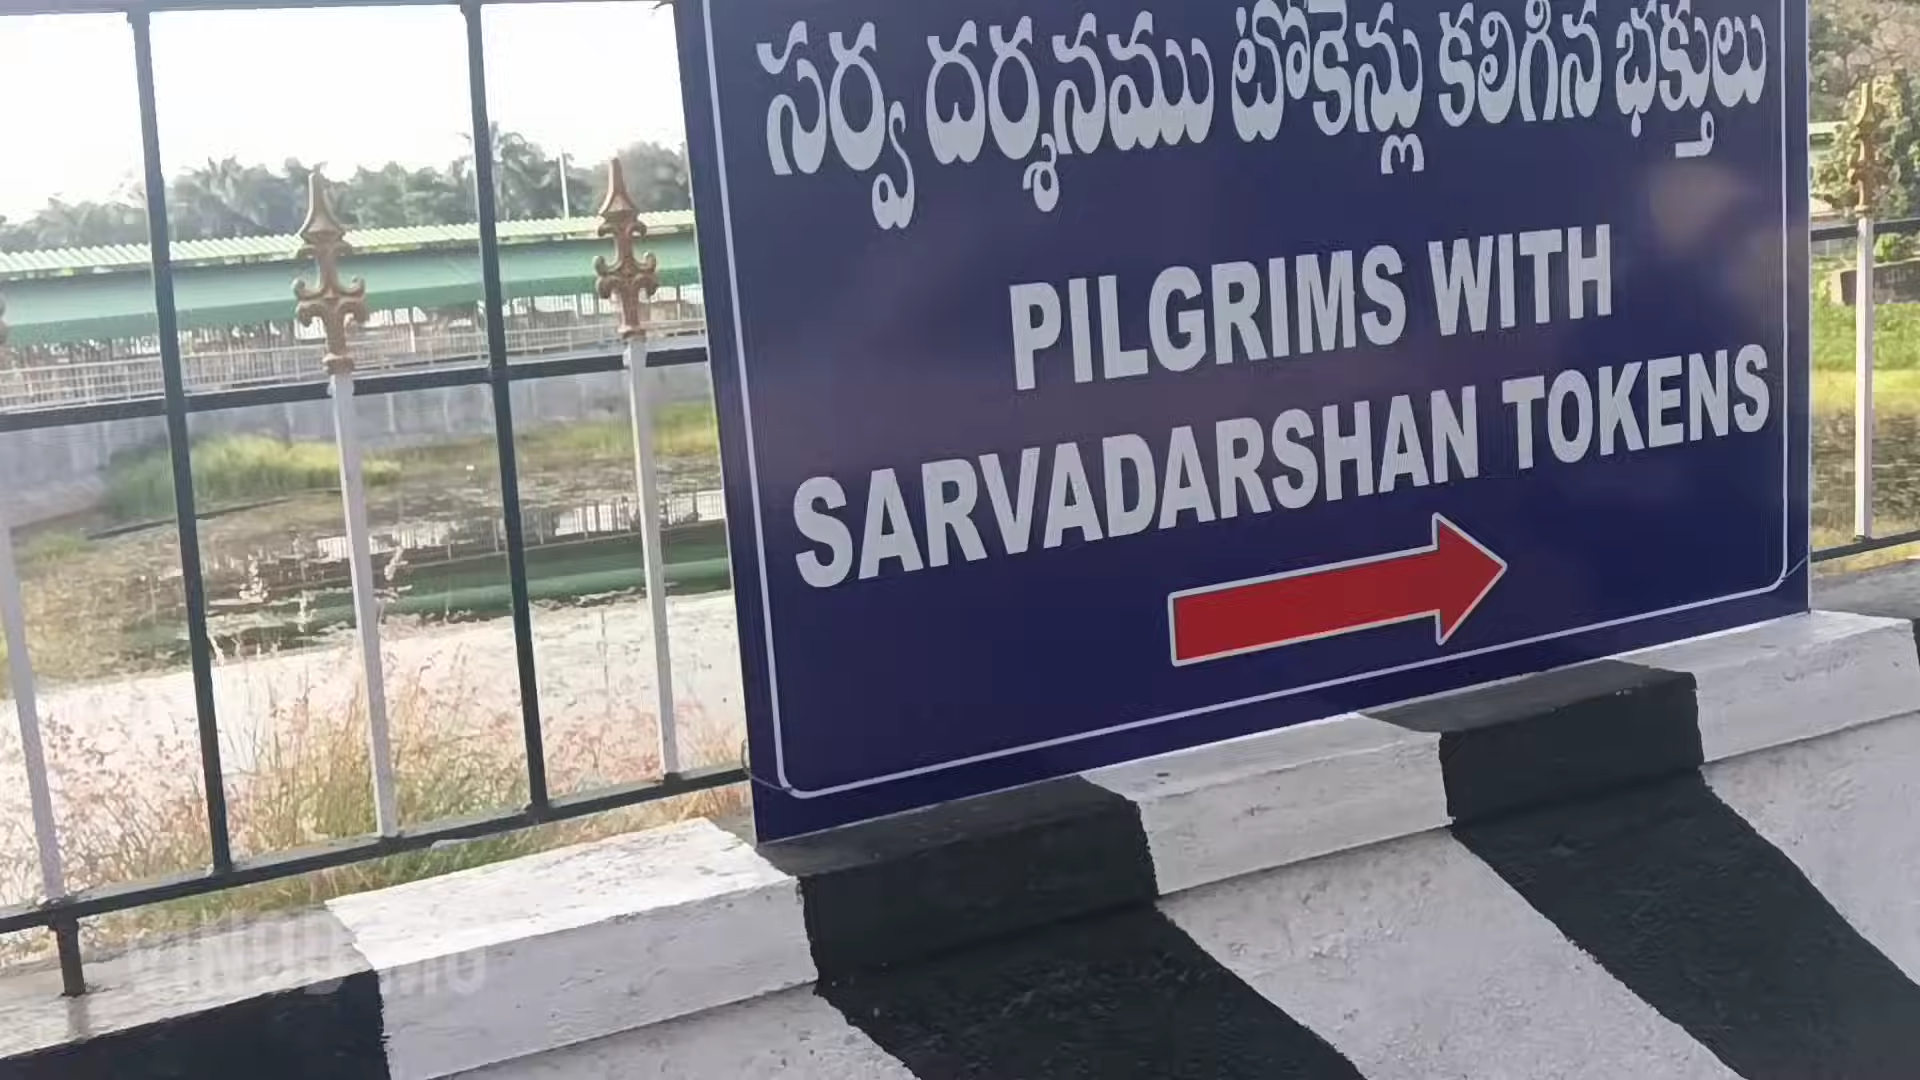 సర్వ దర్శనము టోకెన్లు కలిగిన భక్తులు
PILGRIMS WITH
SARVADARSHAN TOKENS